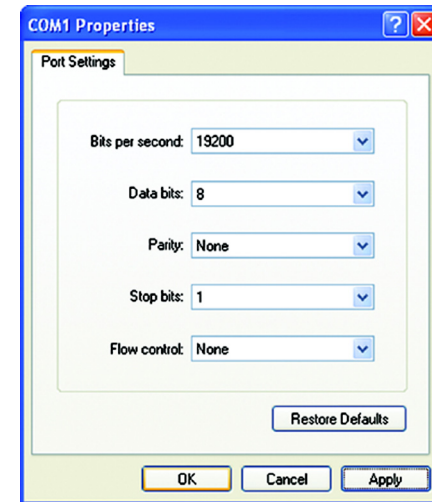 COM1 Properties
Port Settings
Bits per second: 19200
Data bits: 8
Parity: None
Stop bits: 1
Flow control: None
Restore Defaults
OK Cancel Apply